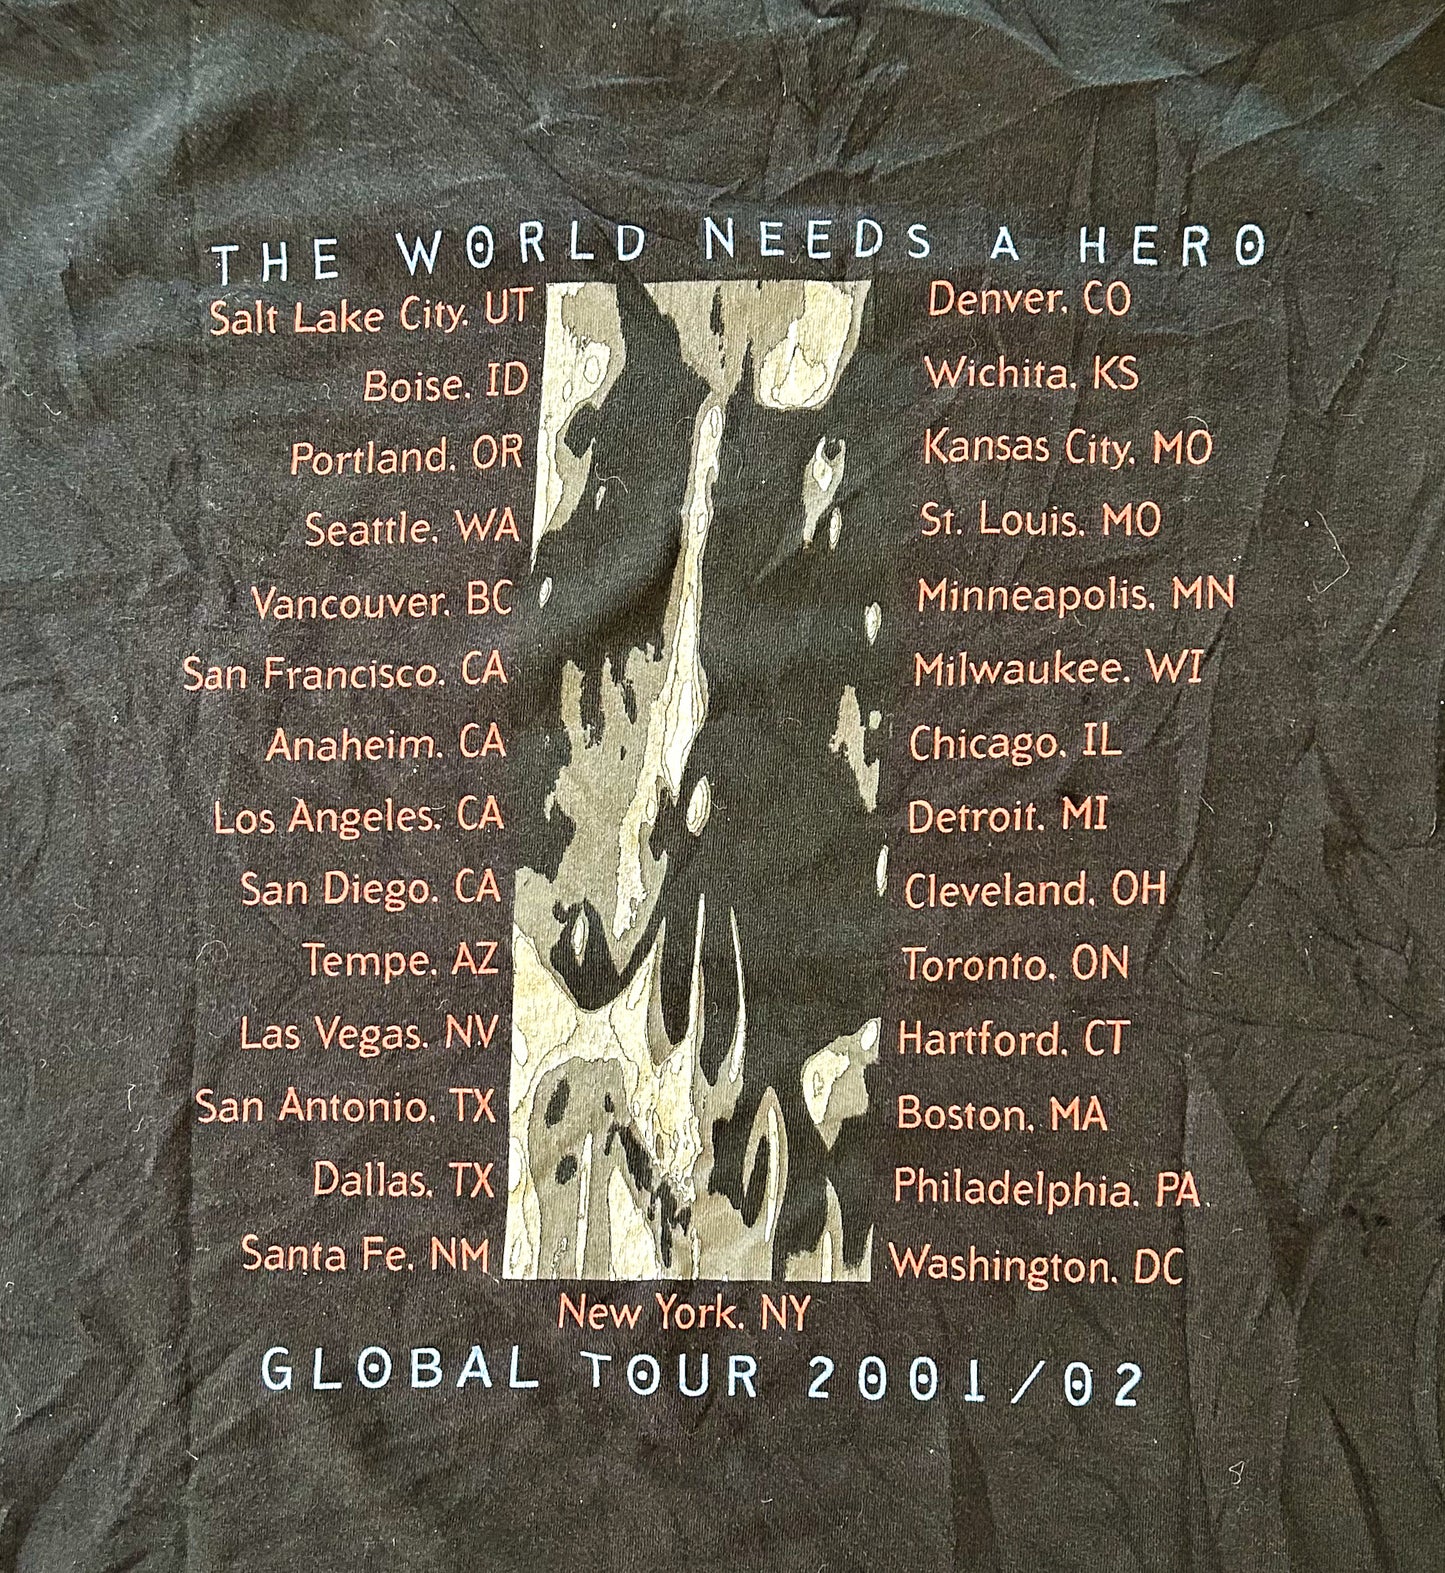 THE WORLD NEEDS A HERO
Salt Lake City, UT
Boise, ID
Portland, OR
Seattle, WA
Vancouver, BC
San Francisco, CA
Anaheim, CA
Los Angeles, CA
San Diego, CA
Tempe, AZ
Las Vegas, NV
San Antonio, TX
Dallas, TX
Santa Fe, NM
Denver, CO
Wichita, KS
Kansas City, MO
St. Louis, MO
Minneapolis, MN
Milwaukee, WI
Chicago, IL
Detroit, MI
Cleveland, OH
Toronto, ON
Hartford, CT
Boston, MA
Philadelphia, PA
Washington, DC
New York, NY
GLOBAL TOUR 2001/02